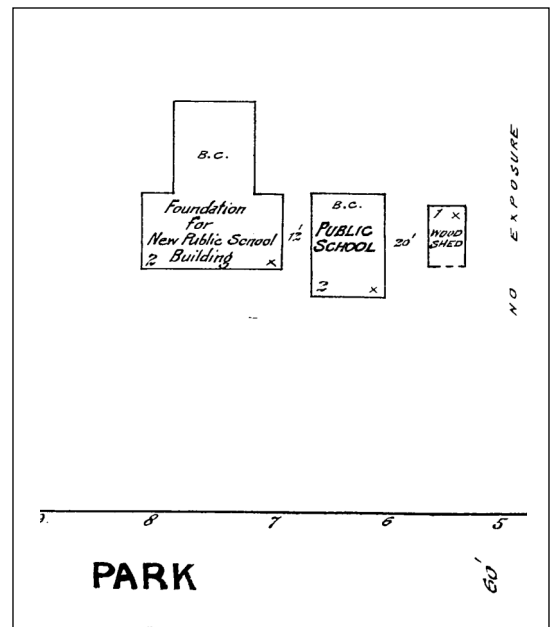 B.C.
Foundation
for
New Public School
Building
2 x
12'
B.C.
PUBLIC
SCHOOL
2 x
20'
1 x
WOOD
SHED
NO EXPOSURE
8 7 6 5
PARK
60'